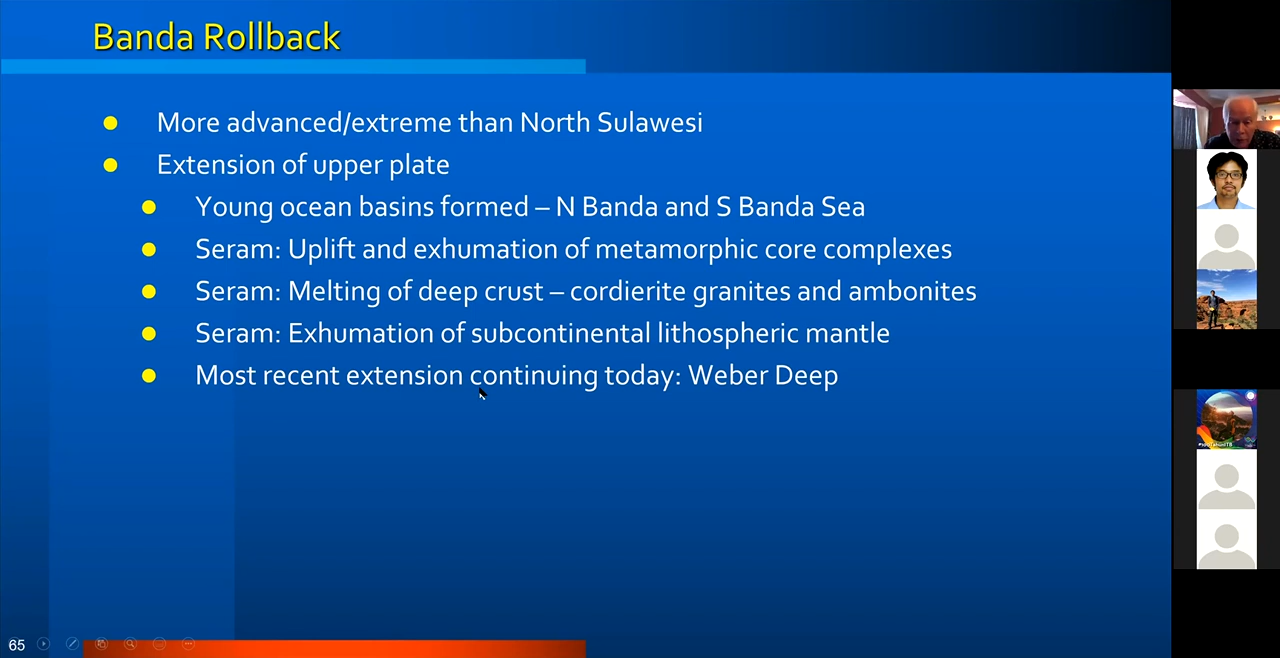 Banda Rollback
More advanced/extreme than North Sulawesi
Extension of upper plate
Young ocean basins formed – N Banda and S Banda Sea
Seram: Uplift and exhumation of metamorphic core complexes
Seram: Melting of deep crust – cordierite granites and ambonites
Seram: Exhumation of subcontinental lithospheric mantle
Most recent extension continuing today: Weber Deep
65